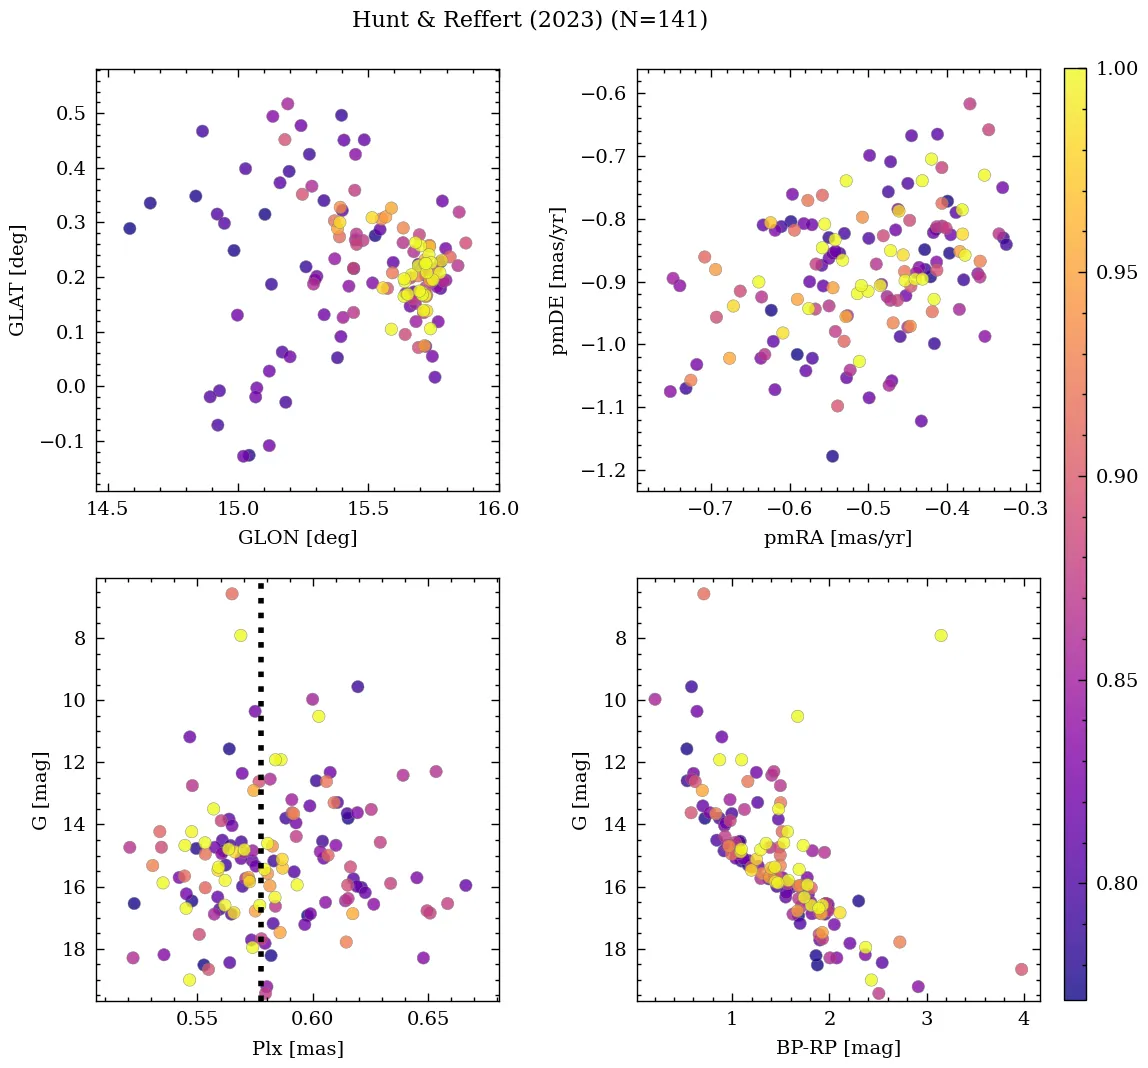 Hunt & Reffert (2023) (N=141)
0.5
0.4
0.3
0.2
0.1
0.0
−0.1
GLAT [deg]
14.5 15.0 15.5 16.0
GLON [deg]
−0.6
−0.7
−0.8
−0.9
−1.0
−1.1
−1.2
pmDE [mas/yr]
−0.7 −0.6 −0.5 −0.4 −0.3
pmRA [mas/yr]
8
10
12
14
16
18
G [mag]
0.55 0.60 0.65
Plx [mas]
8
10
12
14
16
18
G [mag]
1 2 3 4
BP-RP [mag]
1.00
0.95
0.90
0.85
0.80